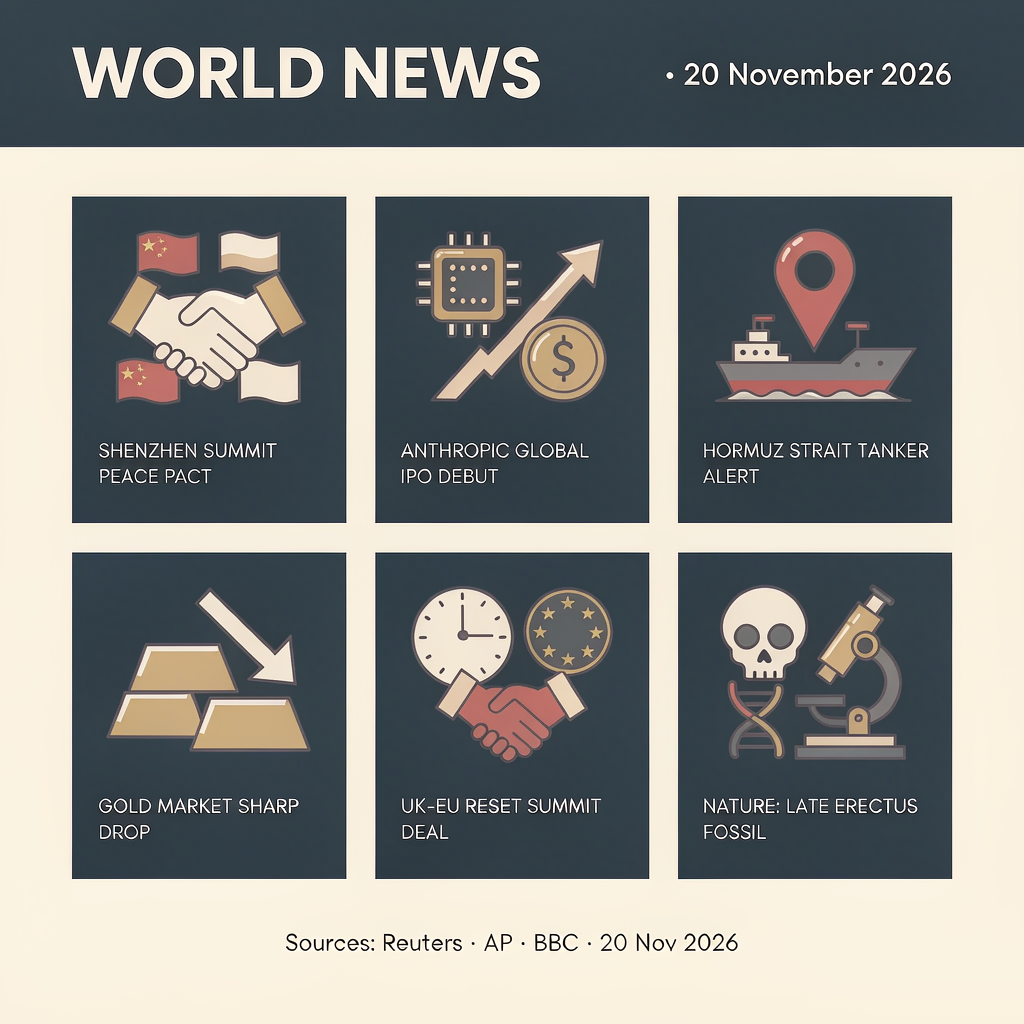 WORLD NEWS
• 20 November 2026
SHENZHEN SUMMIT
PEACE PACT
ANTHROPIC GLOBAL
IPO DEBUT
HORMUZ STRAIT TANKER
ALERT
GOLD MARKET SHARP
DROP
UK-EU RESET SUMMIT
DEAL
NATURE: LATE ERECTUS
FOSSIL
Sources: Reuters · AP · BBC · 20 Nov 2026